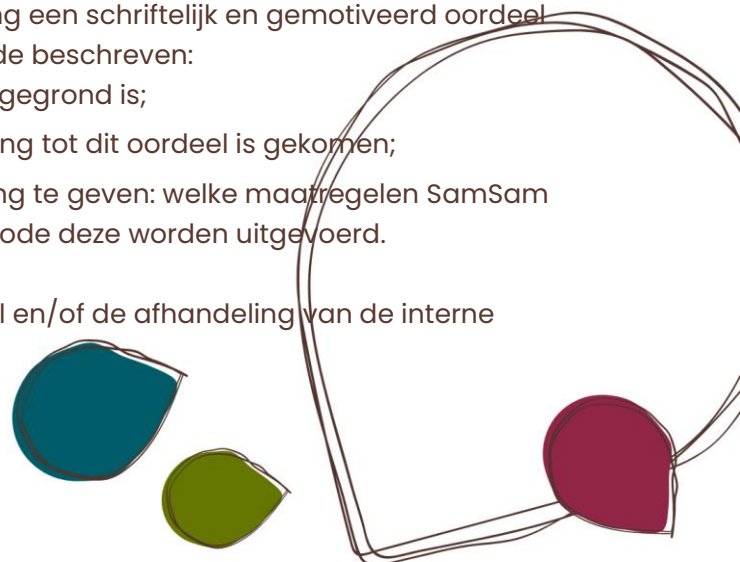 ng een schriftelijk en gemotiveerd oordeel
de beschreven:
gegrond is;
ng tot dit oordeel is gekomen;
ng te geven: welke maatregelen SamSam
ode deze worden uitgevoerd.
l en/of de afhandeling van de interne